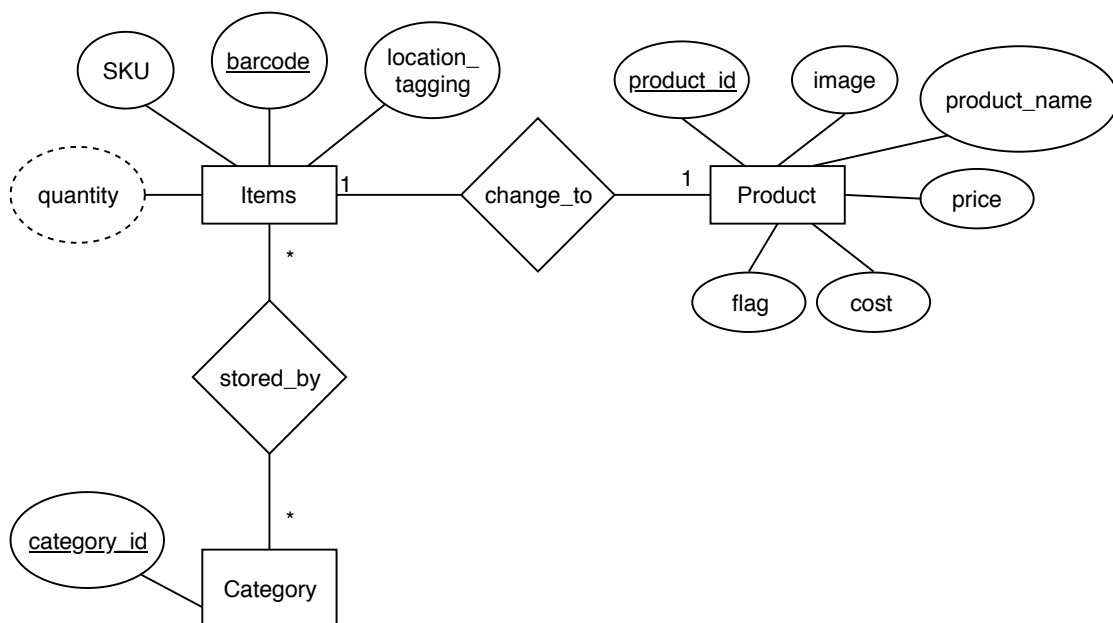 SKU
barcode
location_
tagging
product_id
image
product_name
quantity
Items
1
change_to
1
Product
price
*
flag
cost
stored_by
*
category_id
Category